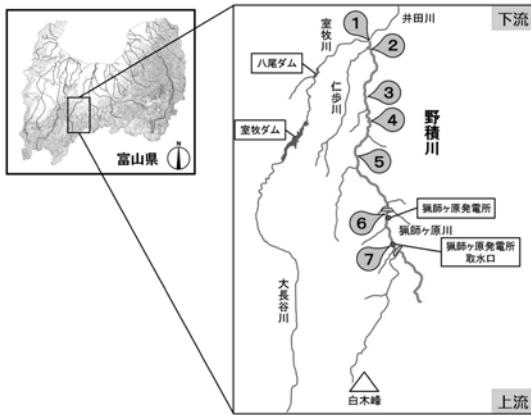 富山県
N
下流
上流
井田川
室牧川
八尾ダム
仁歩川
室牧ダム
野積川
1
2
3
4
5
6
7
猟師ヶ原発電所
猟師ヶ原川
猟師ヶ原発電所
取水口
大長谷川
白木峰